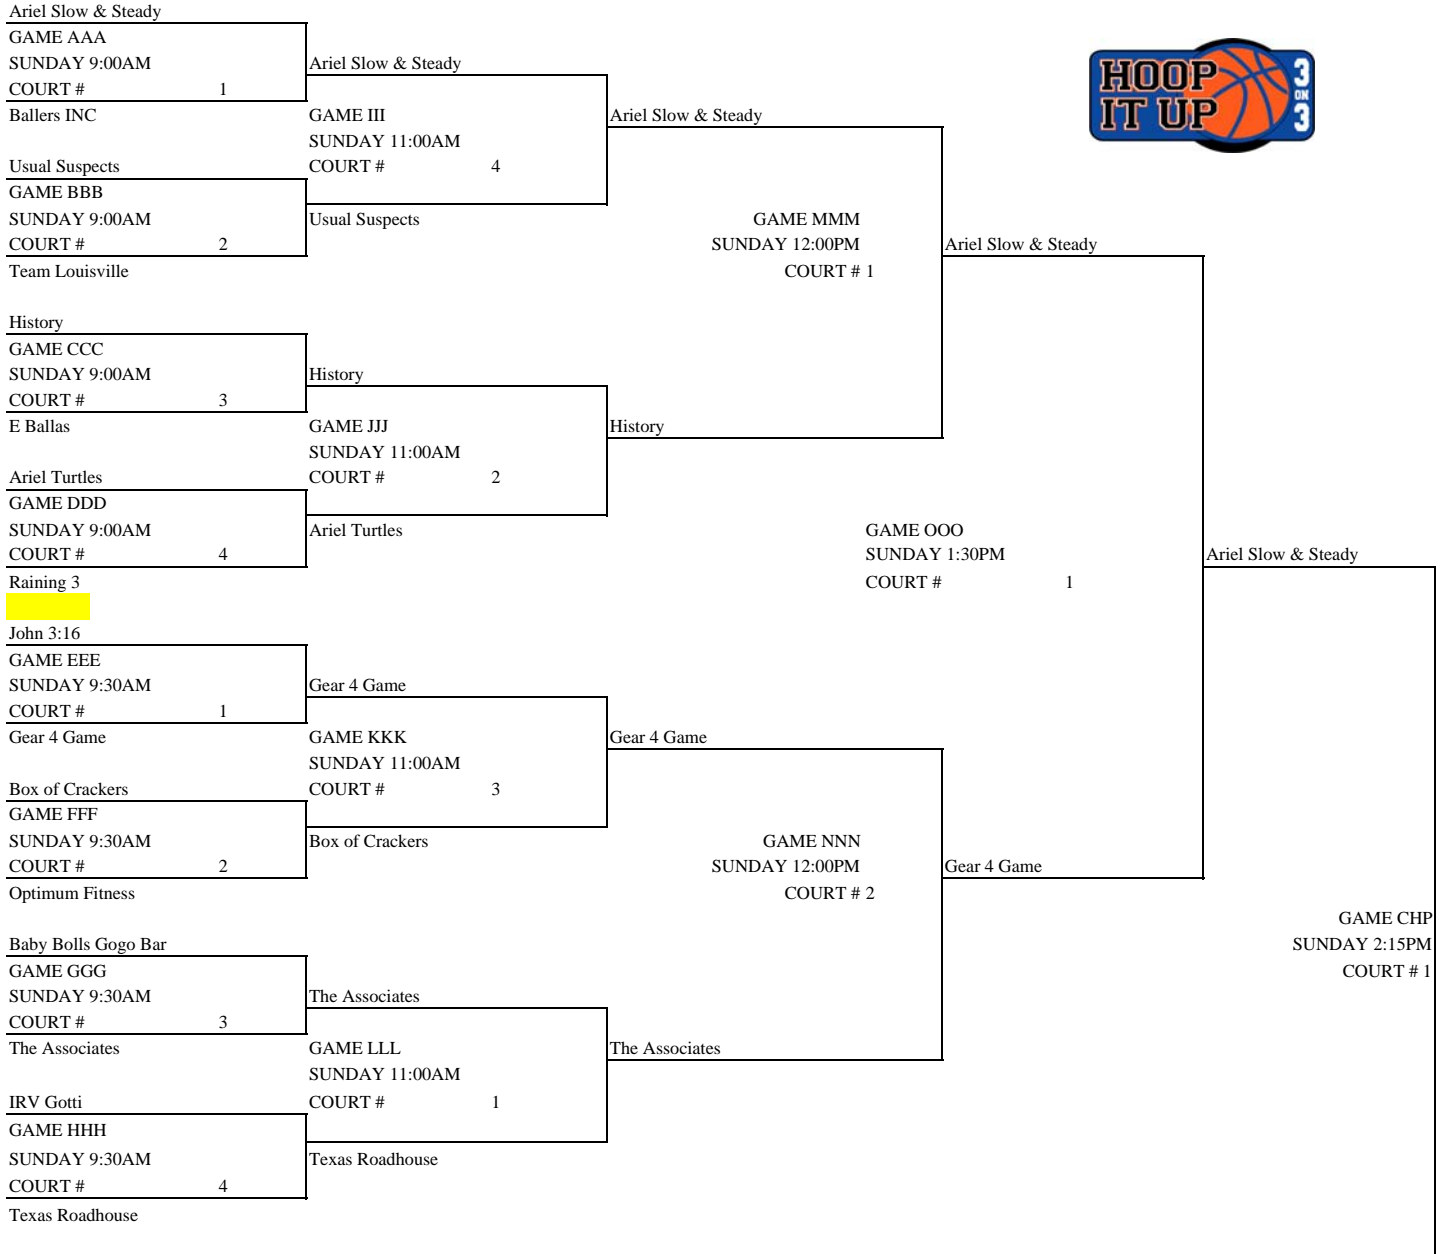 Ariel Slow & Steady
GAME AAA
SUNDAY 9:00AM
COURT # 1
Ballers INC
Usual Suspects
GAME BBB
SUNDAY 9:00AM
COURT # 2
Team Louisville
History
GAME CCC
SUNDAY 9:00AM
COURT # 3
E Ballas
Ariel Turtles
GAME DDD
SUNDAY 9:00AM
COURT # 4
Raining 3
John 3:16
GAME EEE
SUNDAY 9:30AM
COURT # 1
Gear 4 Game
Box of Crackers
GAME FFF
SUNDAY 9:30AM
COURT # 2
Optimum Fitness
Baby Bolls Gogo Bar
GAME GGG
SUNDAY 9:30AM
COURT # 3
The Associates
IRV Gotti
GAME HHH
SUNDAY 9:30AM
COURT # 4
Texas Roadhouse
Ariel Slow & Steady
GAME III
SUNDAY 11:00AM
COURT # 4
Usual Suspects
History
GAME JJJ
SUNDAY 11:00AM
COURT # 2
Ariel Turtles
Gear 4 Game
GAME KKK
SUNDAY 11:00AM
COURT # 3
Box of Crackers
The Associates
GAME LLL
SUNDAY 11:00AM
COURT # 1
Texas Roadhouse
Ariel Slow & Steady
GAME MMM
SUNDAY 12:00PM
COURT # 1
History
Gear 4 Game
GAME NNN
SUNDAY 12:00PM
COURT # 2
The Associates
Ariel Slow & Steady
GAME OOO
SUNDAY 1:30PM
COURT # 1
Gear 4 Game
HOOP
IT UP
3
ON
3
Ariel Slow & Steady
GAME CHP
SUNDAY 2:15PM
COURT # 1